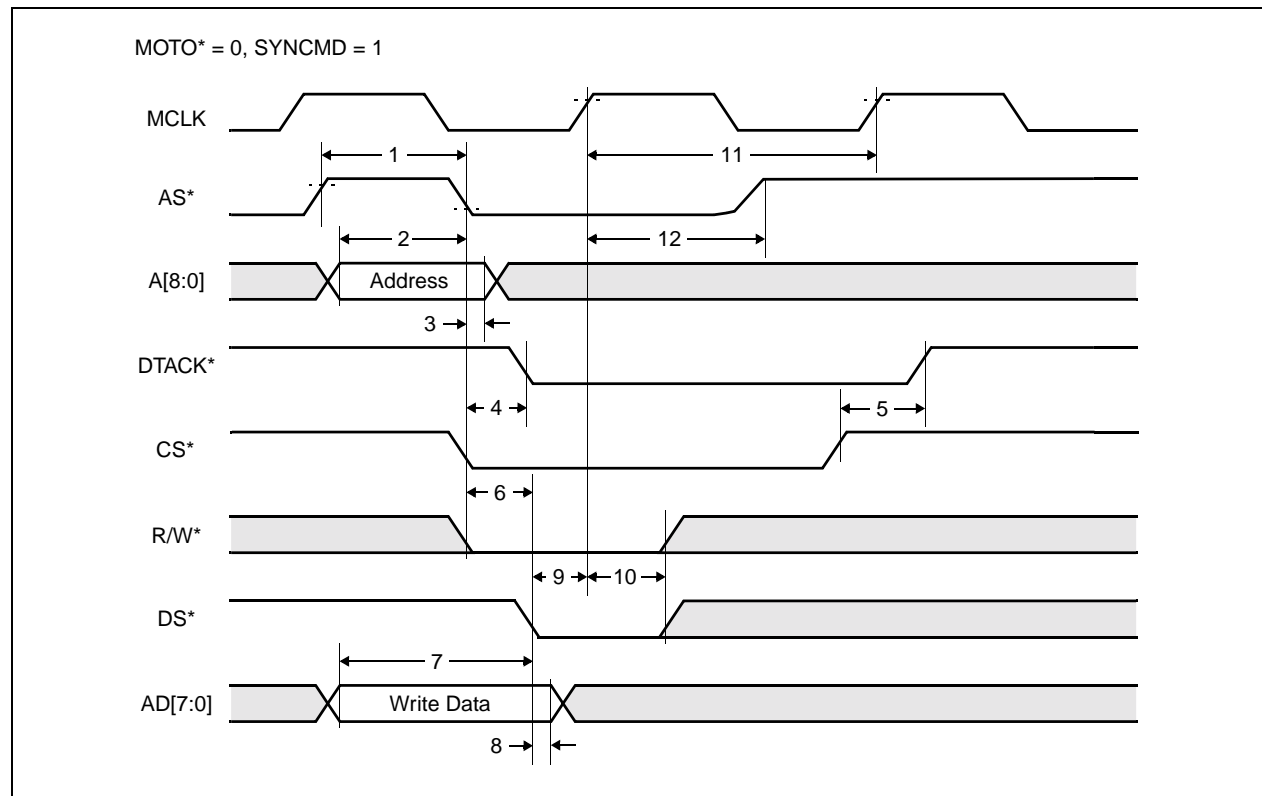 MOTO* = 0, SYNCMD = 1
MCLK
1
11
AS*
2
12
A[8:0]
Address
3
DTACK*
4
5
CS*
6
R/W*
9
10
DS*
7
AD[7:0]
Write Data
8